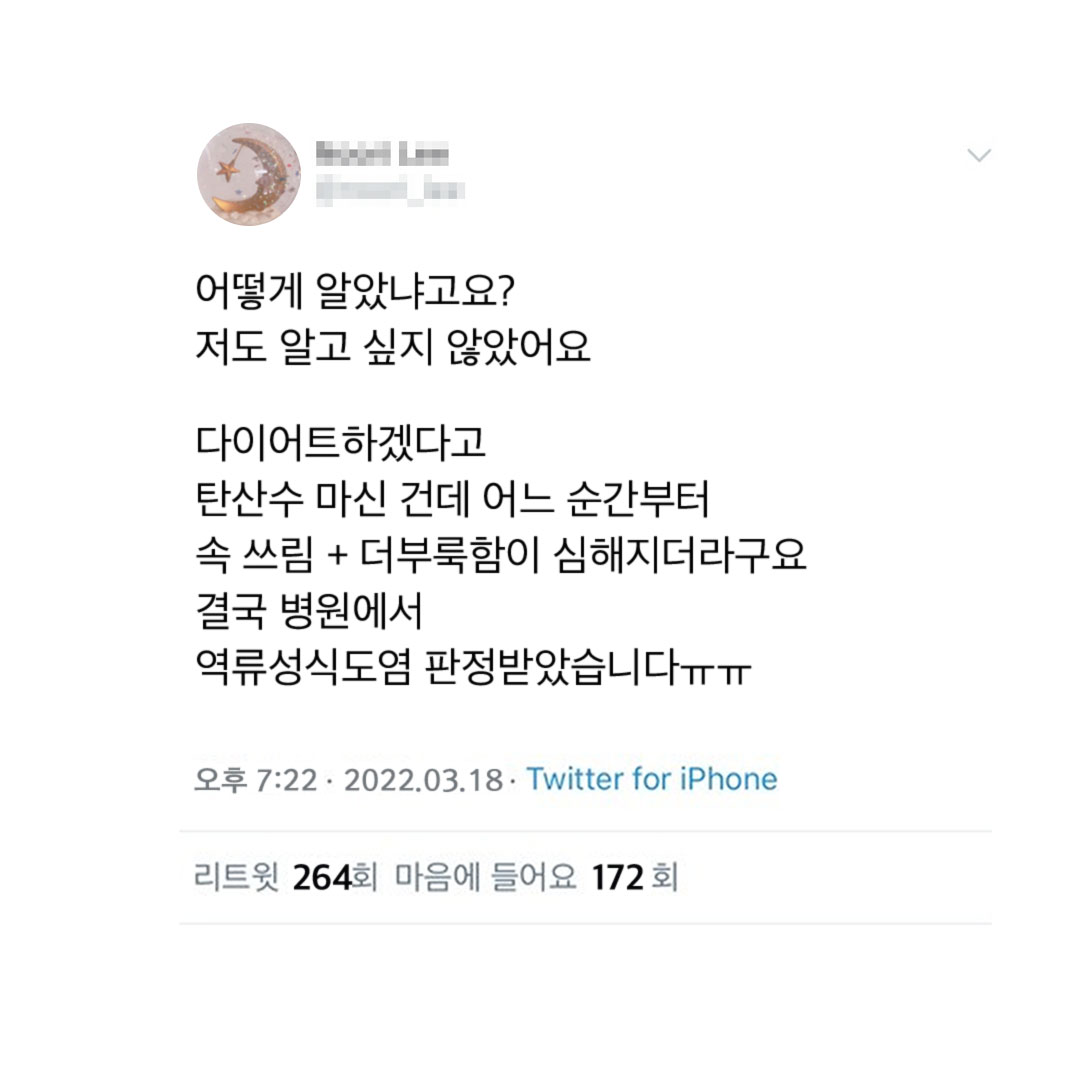 어떻게 알았냐고요?
저도 알고 싶지 않았어요
다이어트하겠다고
탄산수 마신 건데 어느 순간부터
속 쓰림 + 더부룩함이 심해지더라구요
결국 병원에서
역류성식도염 판정받았습니다ㅠㅠ
오후 7:22 · 2022.03.18 · Twitter for iPhone
리트윗 264회 마음에 들어요 172 회